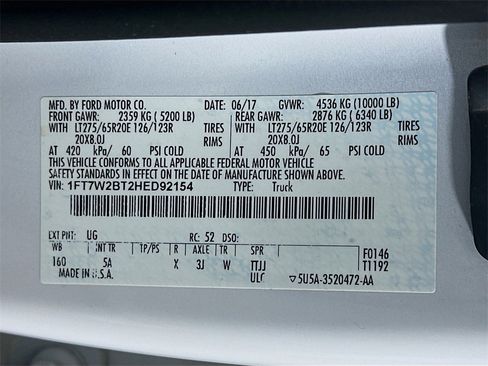 MFD. BY FORD MOTOR CO. DATE: 06/17 GVWR: 4536 KG (10000 LB)
FRONT GAWR: 2359 KG ( 5200 LB) REAR GAWR: 2876 KG ( 6340 LB)
WITH LT275/65R20E 126/123R TIRES WITH LT275/65R20E 126/123R TIRES
20X8.0J RIMS 20X8.0J RIMS
AT 420 kPa/ 60 PSI COLD AT 450 kPa/ 65 PSI COLD
THIS VEHICLE CONFORMS TO ALL APPLICABLE FEDERAL MOTOR VEHICLE
SAFETY STANDARDS IN EFFECT ON THE DATE OF MANUFACTURE SHOWN ABOVE.
VIN: 1FT7W2BT2HED92154 TYPE: Truck
EXT PNT: UG RC: 52 DSO:
WB INT TR TP/PS R AXLE TR SPR F0146
160 5A X 3J W TTJJ T1192
MADE IN U.S.A. ULC 5U5A-3520472-AA